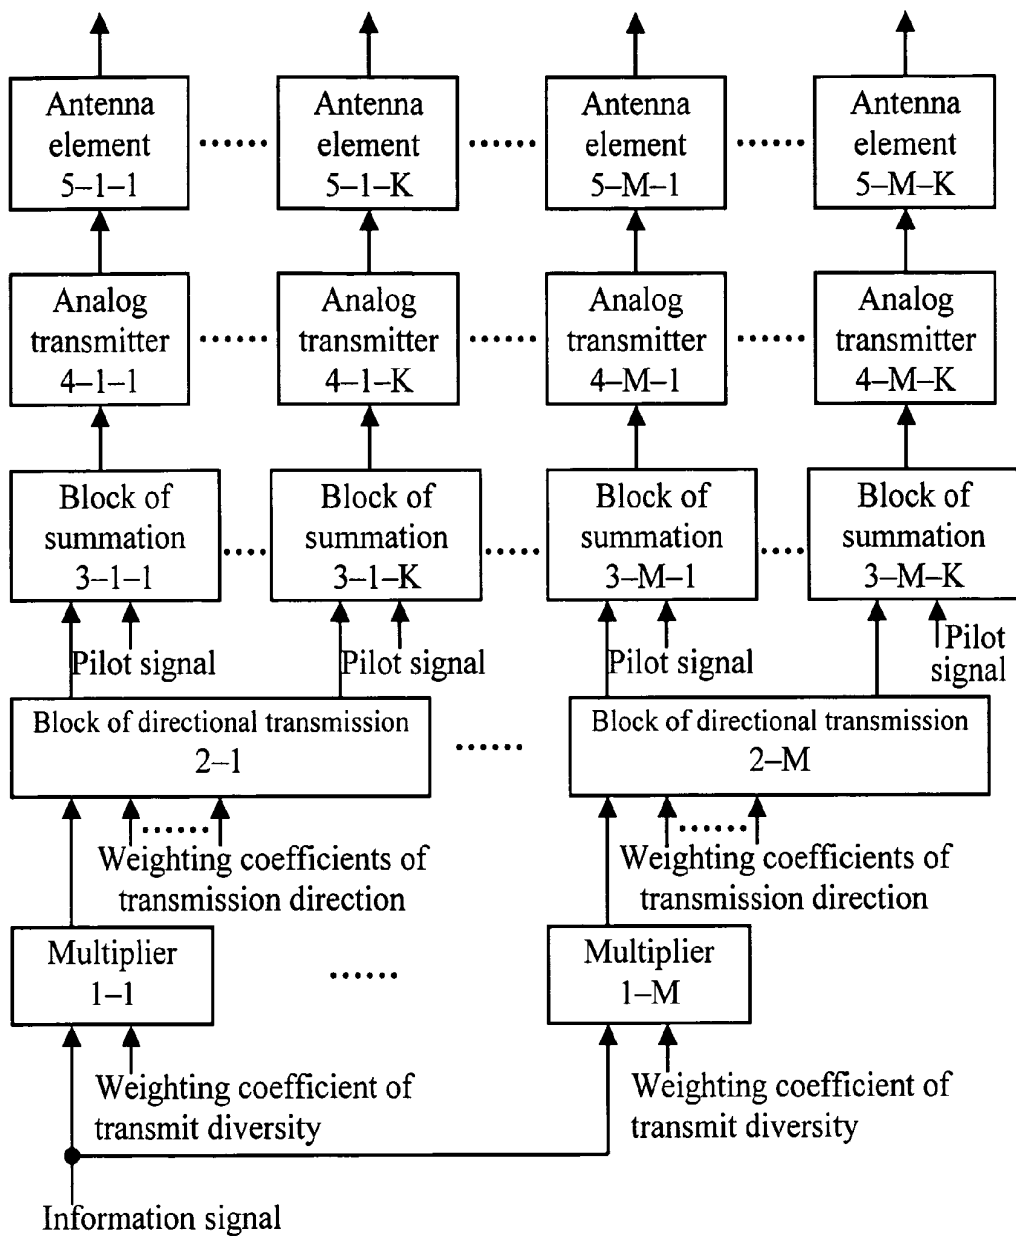 Antenna
element
5–1–1
Antenna
element
5–1–K
Antenna
element
5–M–1
Antenna
element
5–M–K
Analog
transmitter
4–1–1
Analog
transmitter
4–1–K
Analog
transmitter
4–M–1
Analog
transmitter
4–M–K
Block of
summation
3–1–1
Block of
summation
3–1–K
Block of
summation
3–M–1
Block of
summation
3–M–K
Pilot signal
Pilot signal
Pilot signal
Pilot
signal
Block of directional transmission
2–1
Block of directional transmission
2–M
Weighting coefficients of
transmission direction
Weighting coefficients of
transmission direction
Multiplier
1–1
Multiplier
1–M
Weighting coefficient of
transmit diversity
Weighting coefficient of
transmit diversity
Information signal